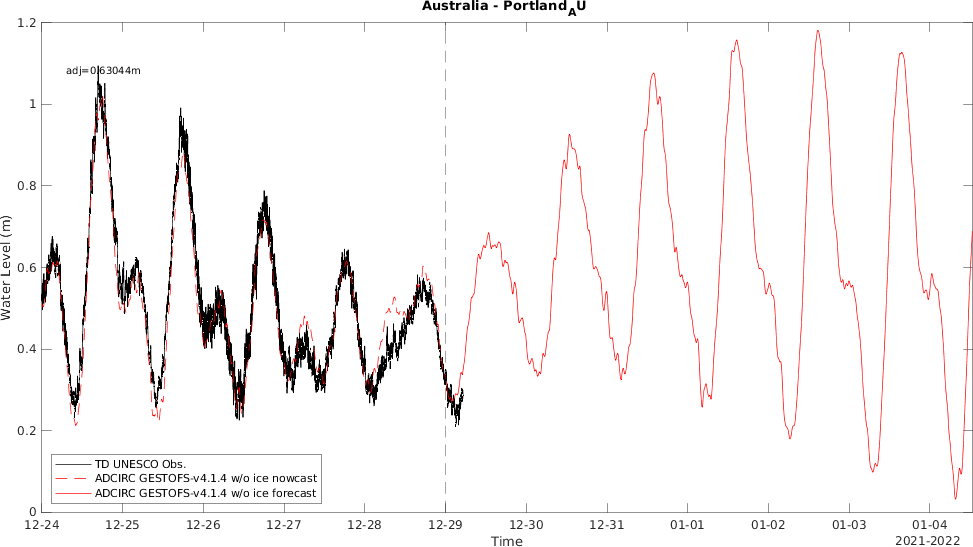 Australia - Portland_AU
adj=0.63044m
1.2
1
0.8
0.6
0.4
0.2
0
Water Level (m)
TD UNESCO Obs.
ADCIRC GESTOFS-v4.1.4 w/o ice nowcast
ADCIRC GESTOFS-v4.1.4 w/o ice forecast
12-24 12-25 12-26 12-27 12-28 12-29 12-30 12-31 01-01 01-02 01-03 01-04
Time
2021-2022